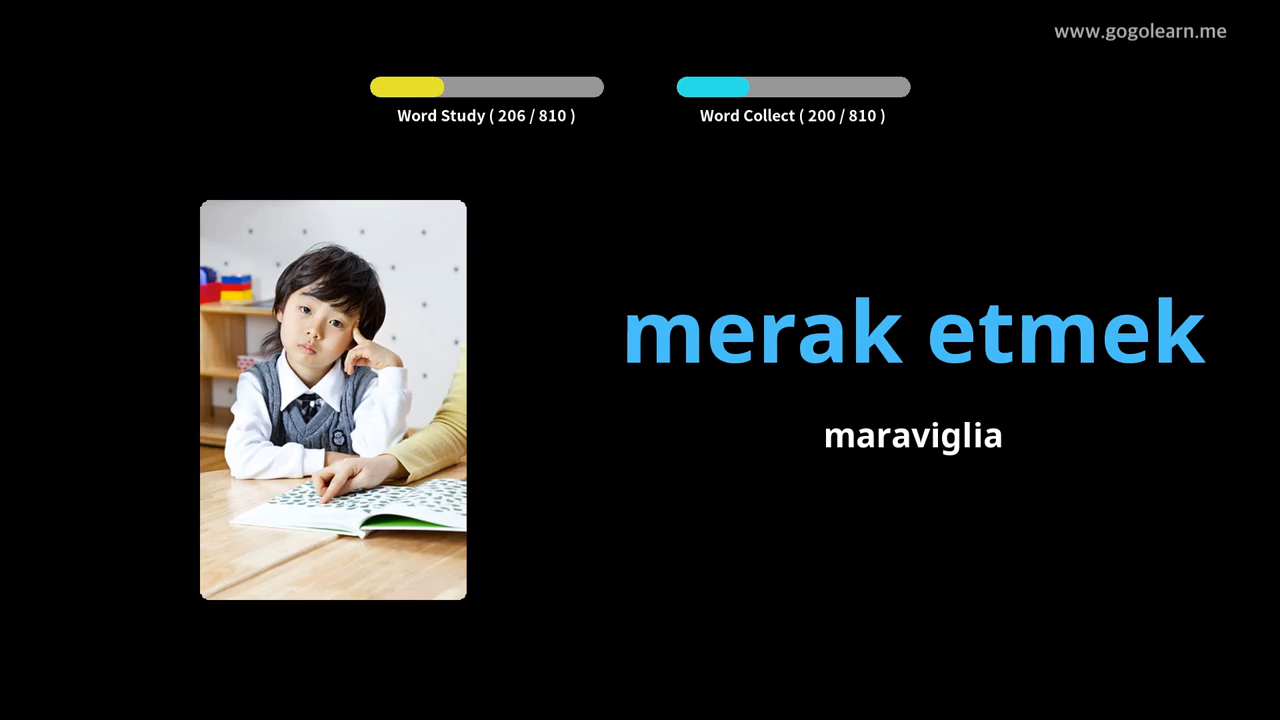 www.gogolearn.me
Word Study ( 206 / 810 )
Word Collect ( 200 / 810 )
merak etmek
maraviglia